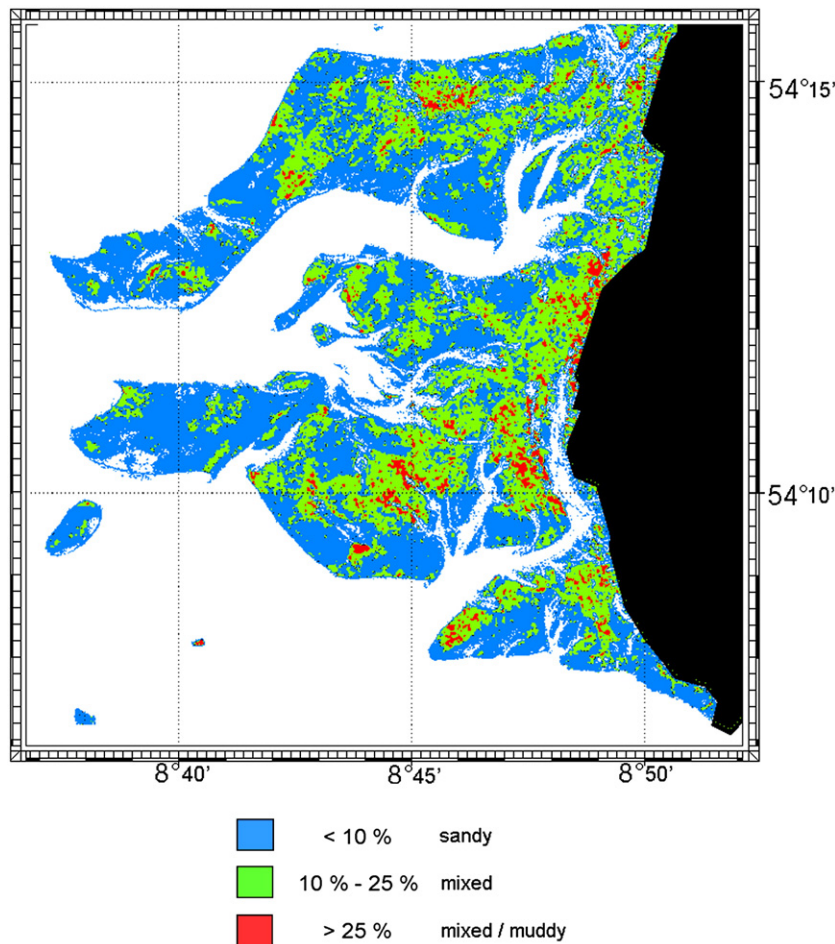 54°15'
54°10'
8°40' 8°45' 8°50'
< 10 % sandy
10 % - 25 % mixed
> 25 % mixed / muddy